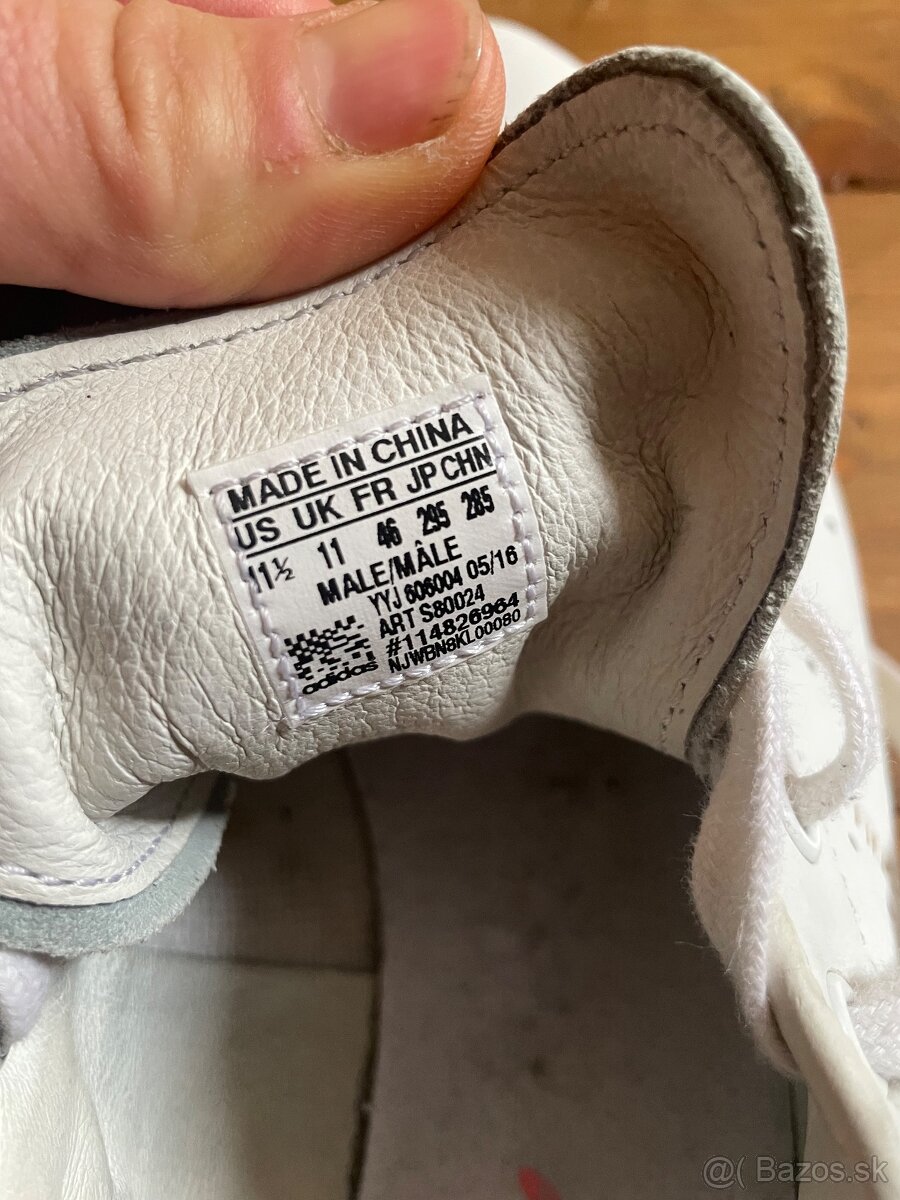 MADE IN CHINA
US UK FR JP CHN
11½ 11 46 295 285
MALE/MÂLE
YYJ 606004 05/16
ART S80024
#114826964
NJWBN8KL00080
adidas
@( Bazos.sk